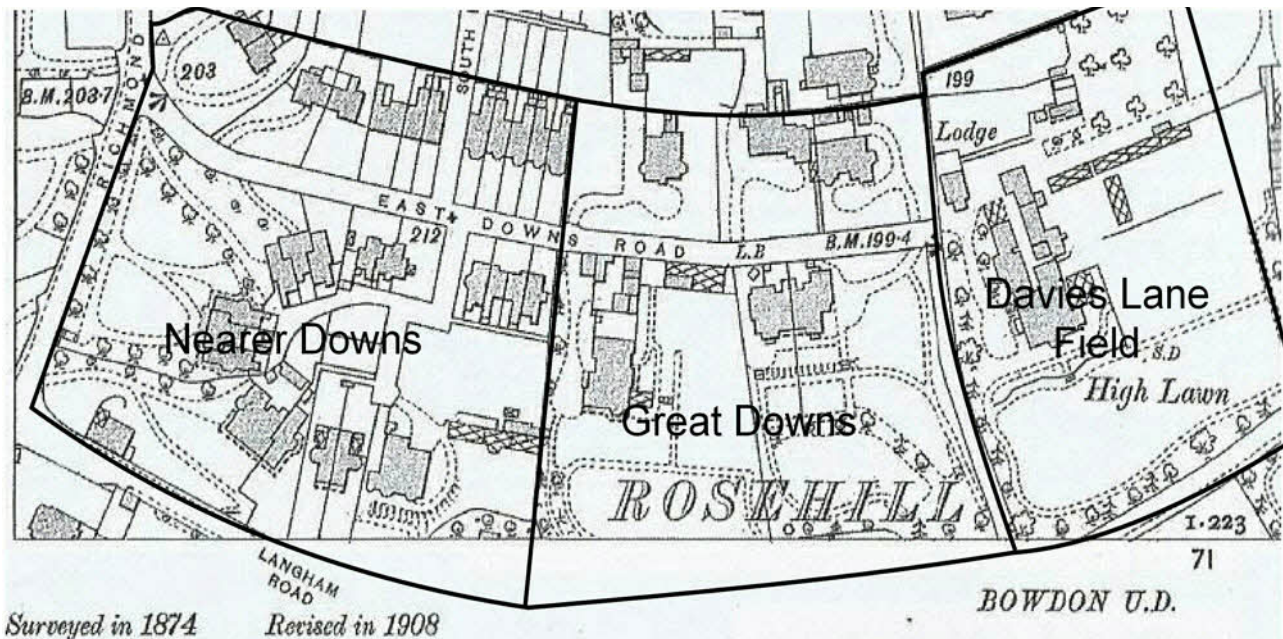 RICHMOND
203
B.M.203·7
SOUTH
199
Lodge
EAST DOWNS ROAD
212
L.B
B.M.199·4
Nearer Downs
Great Downs
Davies Lane
Field
S.D
High Lawn
ROSEHILL
1·223
71
LANGHAM
ROAD
BOWDON U.D.
Surveyed in 1874 Revised in 1908